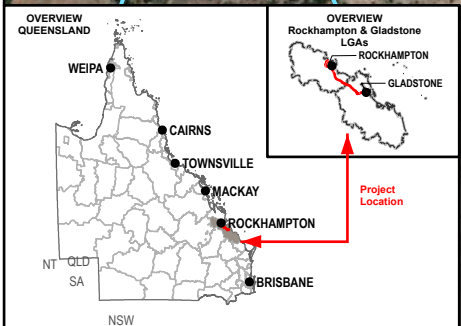 OVERVIEW
QUEENSLAND
WEIPA
CAIRNS
TOWNSVILLE
MACKAY
ROCKHAMPTON
BRISBANE
NT
QLD
SA
NSW
OVERVIEW
Rockhampton & Gladstone
LGAs
ROCKHAMPTON
GLADSTONE
Project
Location